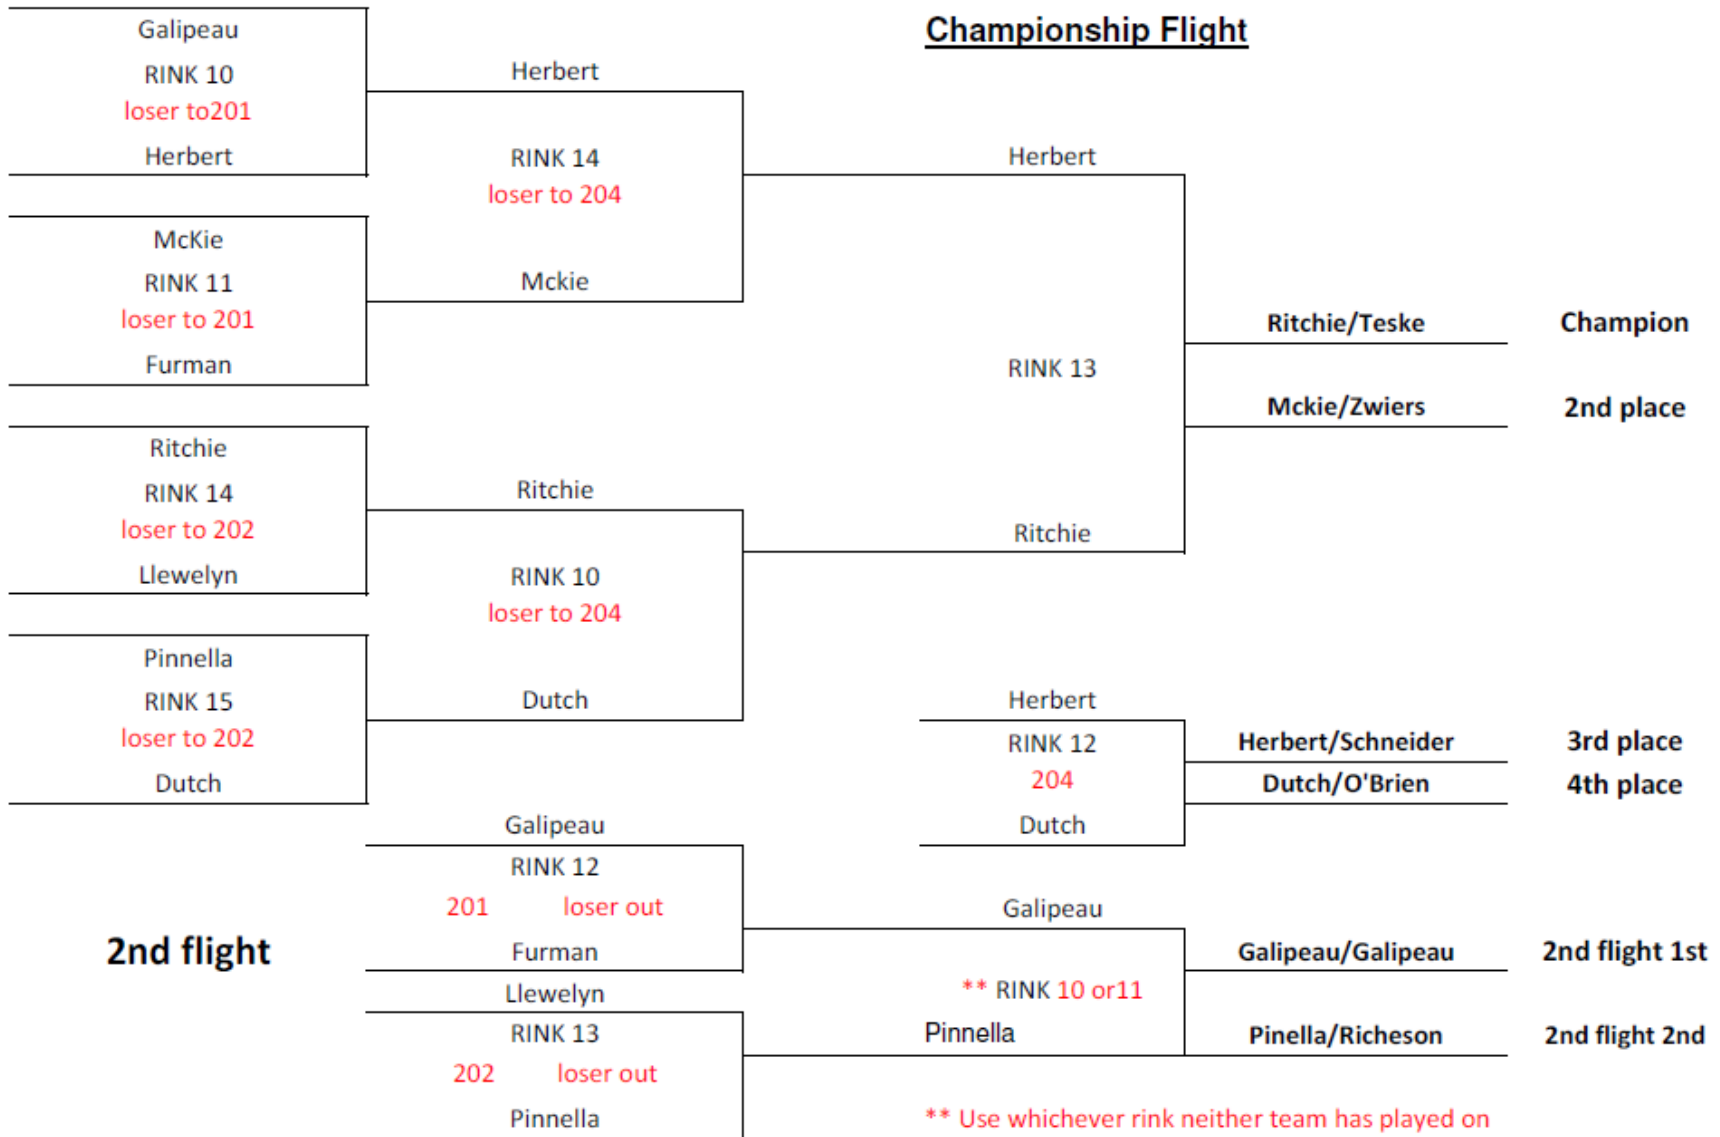 Championship Flight
Galipeau
RINK 10
loser to201
Herbert
McKie
RINK 11
loser to 201
Furman
Ritchie
RINK 14
loser to 202
Llewelyn
Pinnella
RINK 15
loser to 202
Dutch
Herbert
RINK 14
loser to 204
Mckie
Ritchie
RINK 10
loser to 204
Dutch
Herbert
RINK 13
Ritchie
Ritchie/Teske Champion
Mckie/Zwiers 2nd place
Herbert
RINK 12
204
Dutch
Herbert/Schneider 3rd place
Dutch/O'Brien 4th place
2nd flight
Galipeau
RINK 12
201 loser out
Furman
Llewelyn
RINK 13
202 loser out
Pinnella
Galipeau
** RINK 10 or11
Pinnella
Galipeau/Galipeau 2nd flight 1st
Pinella/Richeson 2nd flight 2nd
** Use whichever rink neither team has played on